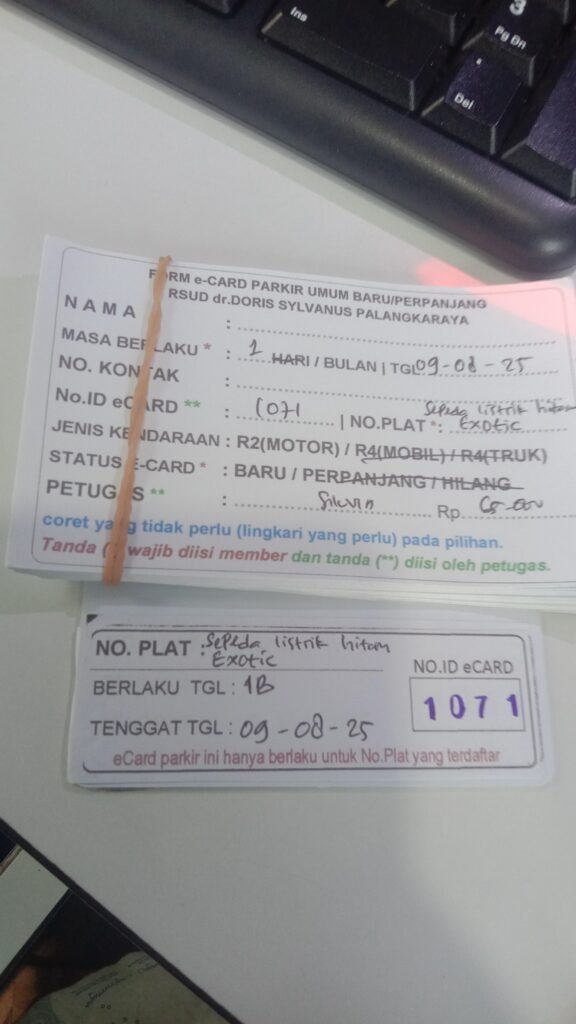 Ins
3
Pg Dn
.
Del
FORM e-CARD PARKIR UMUM BARU/PERPANJANG
RSUD dr.DORIS SYLVANUS PALANGKARAYA
NAMA :
MASA BERLAKU * : 1 HARI / BULAN | TGL 09-08-25
NO. KONTAK :
No.ID eCARD ** : 1071 | NO.PLAT *: Sepeda listrik hitam
Exotic
JENIS KENDARAAN : R2(MOTOR) / R4(MOBIL) / R4(TRUK)
STATUS E-CARD * : BARU / PERPANJANG / HILANG
PETUGAS ** : Silvin Rp.
coret yang tidak perlu (lingkari yang perlu) pada pilihan.
Tanda (*) wajib diisi member dan tanda (**) diisi oleh petugas.
NO. PLAT : Sepeda listrik hitam
Exotic
NO.ID eCARD
BERLAKU TGL : 1B
1071
TENGGAT TGL : 09-08-25
eCard parkir ini hanya berlaku untuk No.Plat yang terdaftar